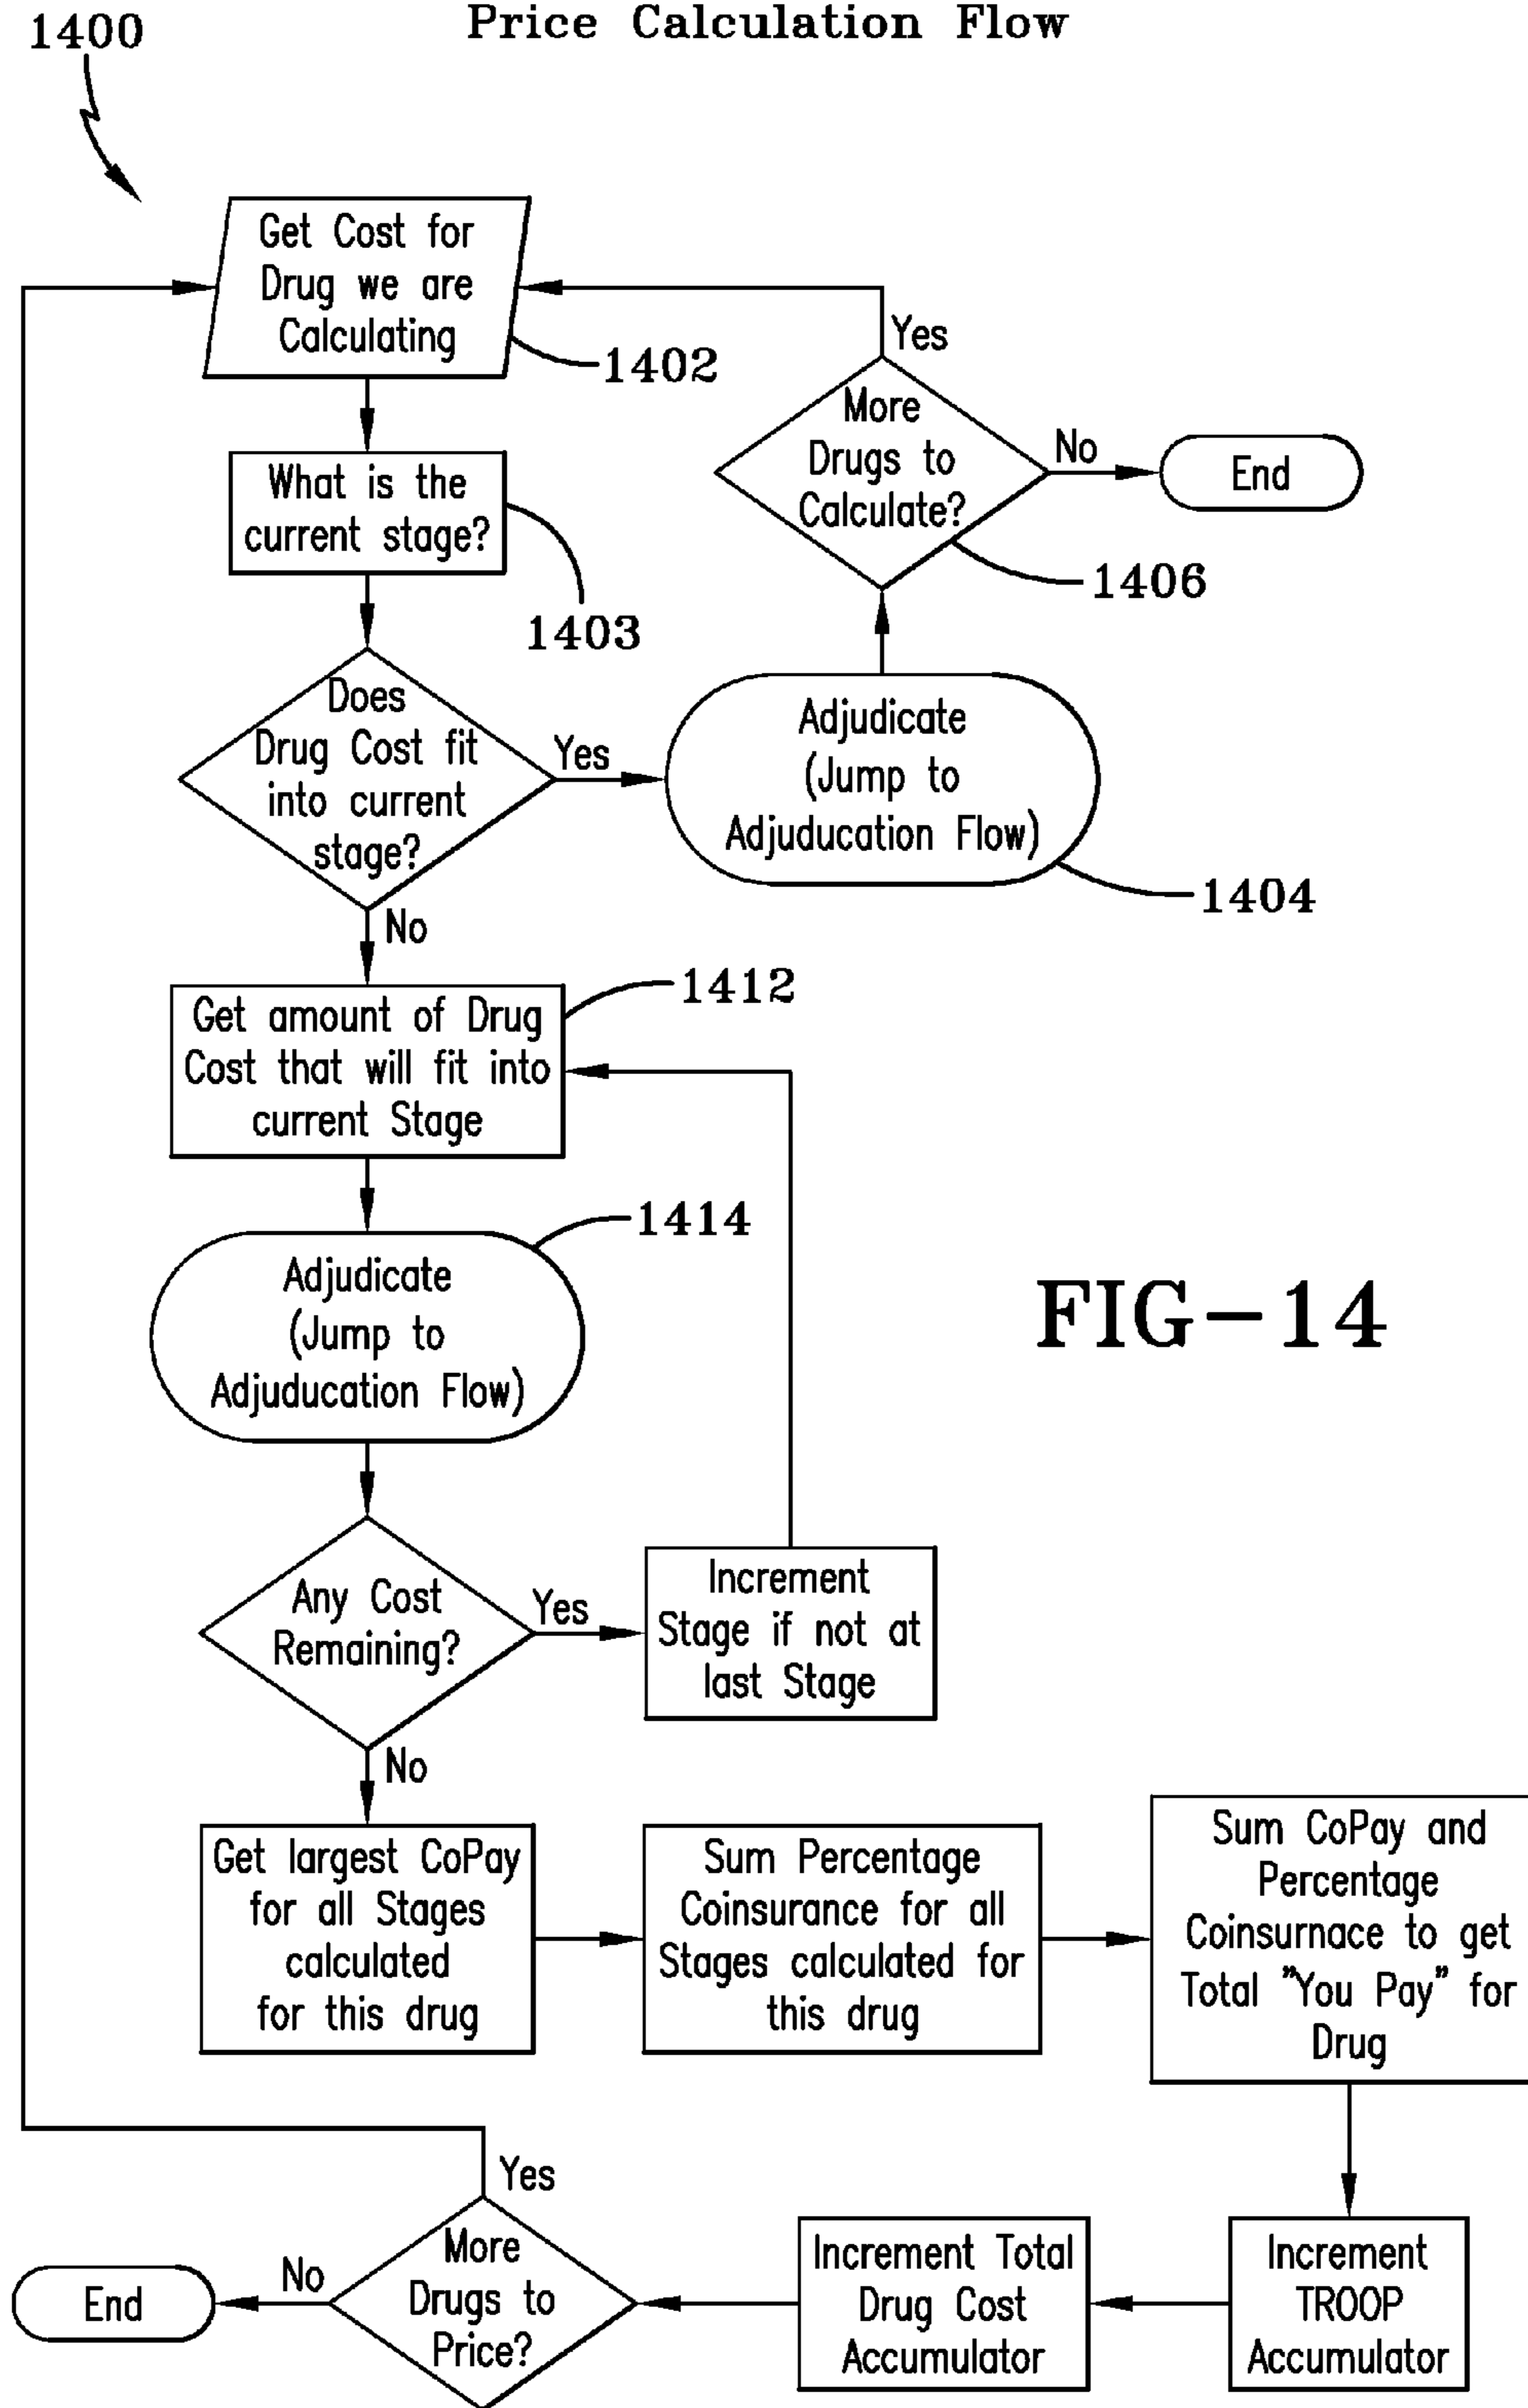 Price Calculation Flow
1400
Get Cost for
Drug we are
Calculating
1402
What is the
current stage?
1403
Does
Drug Cost fit
into current
stage?
Yes
Adjudicate
(Jump to
Adjuducation Flow)
1404
More
Drugs to
Calculate?
1406
Yes
No
End
No
Get amount of Drug
Cost that will fit into
current Stage
1412
Adjudicate
(Jump to
Adjuducation Flow)
1414
FIG-14
Any Cost
Remaining?
Yes
Increment
Stage if not at
last Stage
No
Get largest CoPay
for all Stages
calculated
for this drug
Sum Percentage
Coinsurance for all
Stages calculated for
this drug
Sum CoPay and
Percentage
Coinsurnace to get
Total "You Pay" for
Drug
Increment
TROOP
Accumulator
Increment Total
Drug Cost
Accumulator
More
Drugs to
Price?
Yes
No
End